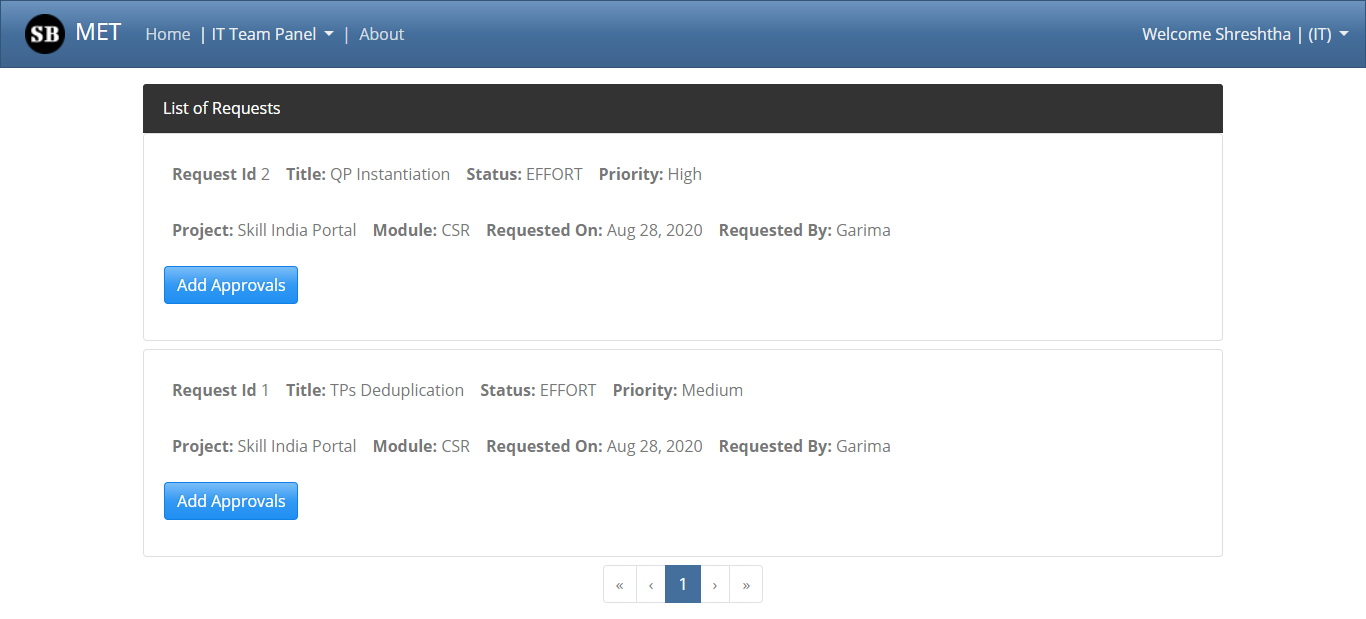 SB MET Home | IT Team Panel | About Welcome Shreshtha | (IT)
List of Requests
Request Id 2 Title: QP Instantiation Status: EFFORT Priority: High
Project: Skill India Portal Module: CSR Requested On: Aug 28, 2020 Requested By: Garima
Add Approvals
Request Id 1 Title: TPs Deduplication Status: EFFORT Priority: Medium
Project: Skill India Portal Module: CSR Requested On: Aug 28, 2020 Requested By: Garima
Add Approvals
« ‹ 1 › »